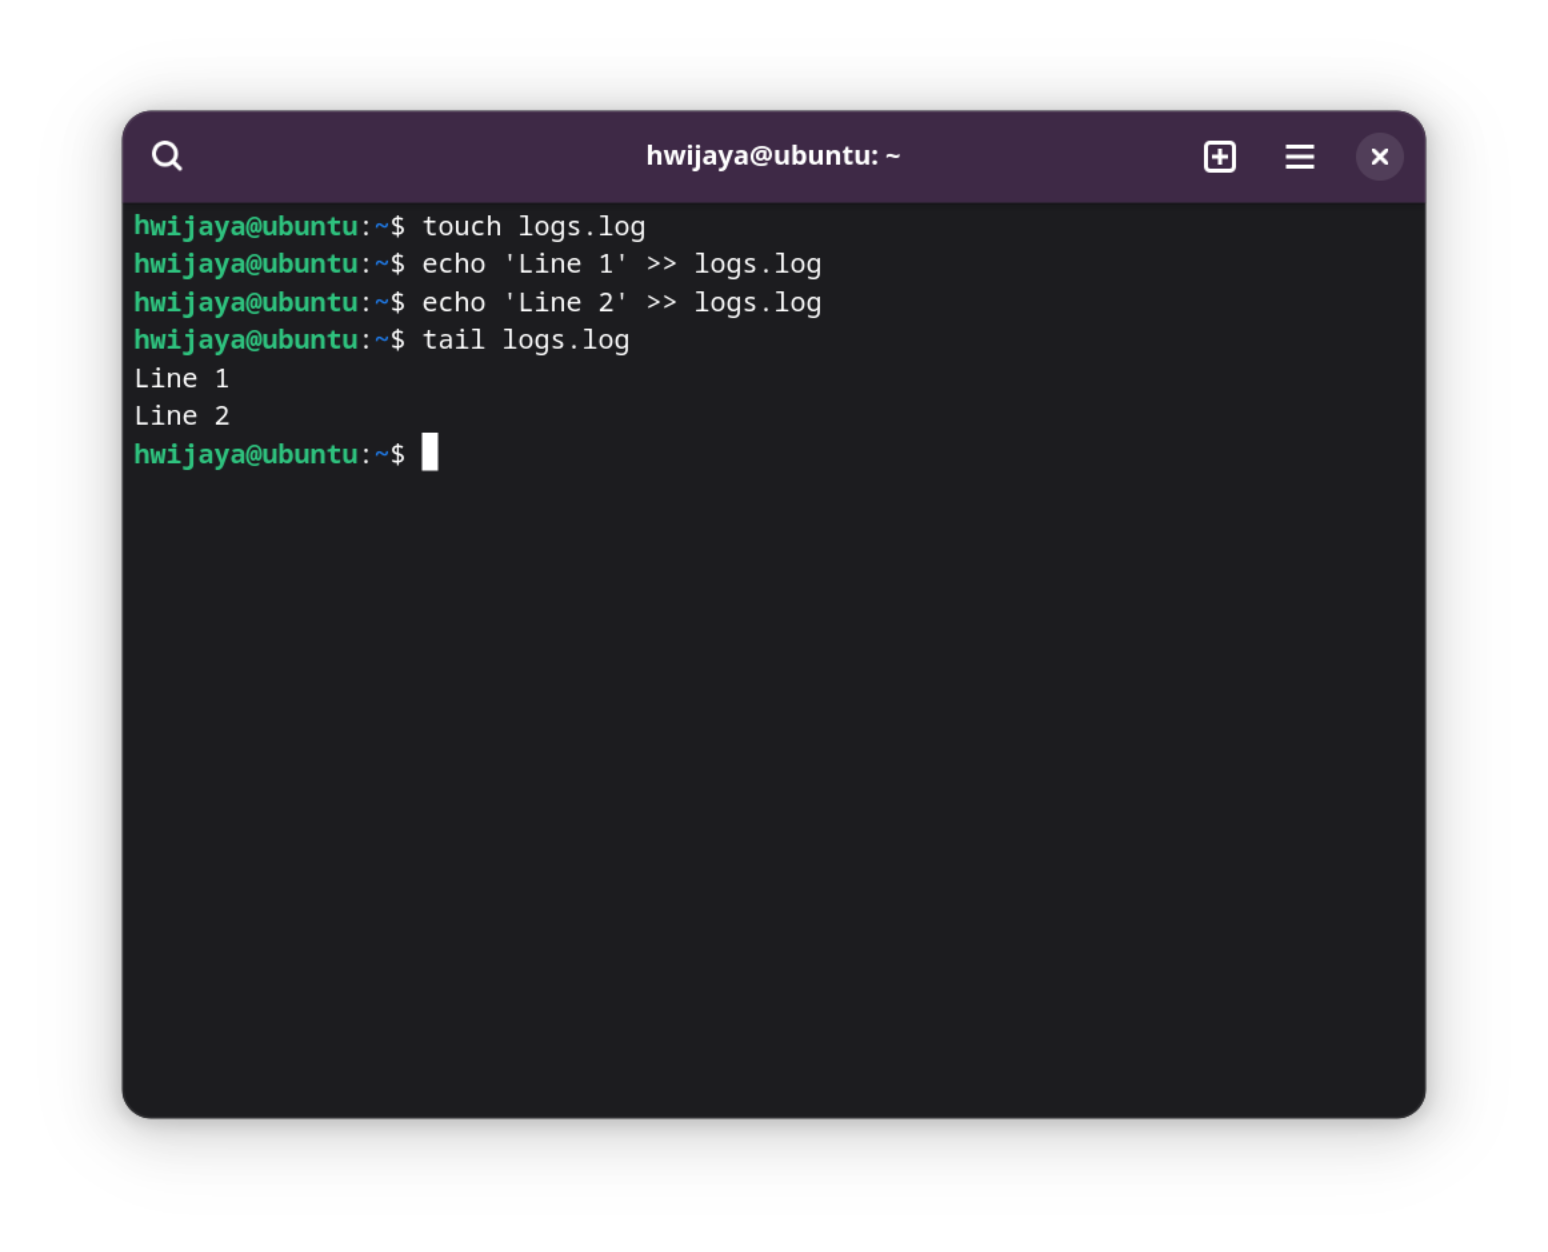 hwijaya@ubuntu: ~
hwijaya@ubuntu:~$ touch logs.log
hwijaya@ubuntu:~$ echo 'Line 1' >> logs.log
hwijaya@ubuntu:~$ echo 'Line 2' >> logs.log
hwijaya@ubuntu:~$ tail logs.log
Line 1
Line 2
hwijaya@ubuntu:~$